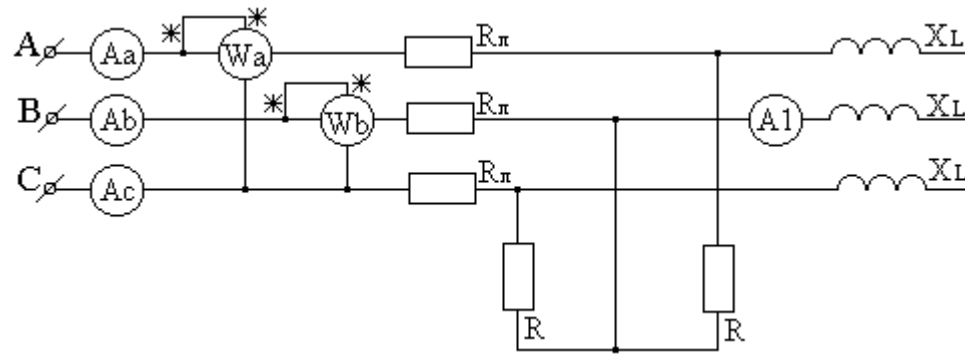 A Aa * * Wa Rл XL
B Ab * * Wb Rл A1 XL
C Ac Rл XL
R R